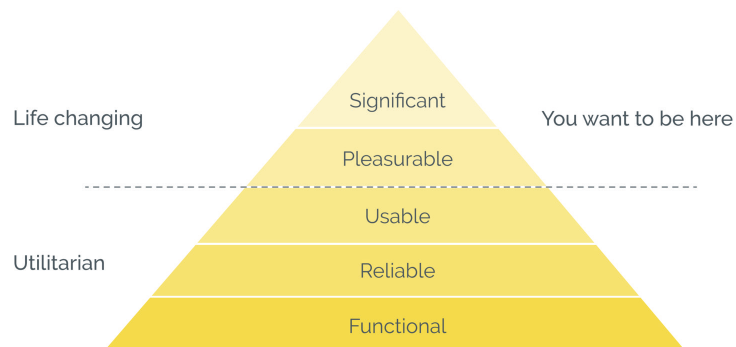 Significant
Life changing
You want to be here
Pleasurable
Usable
Utilitarian
Reliable
Functional